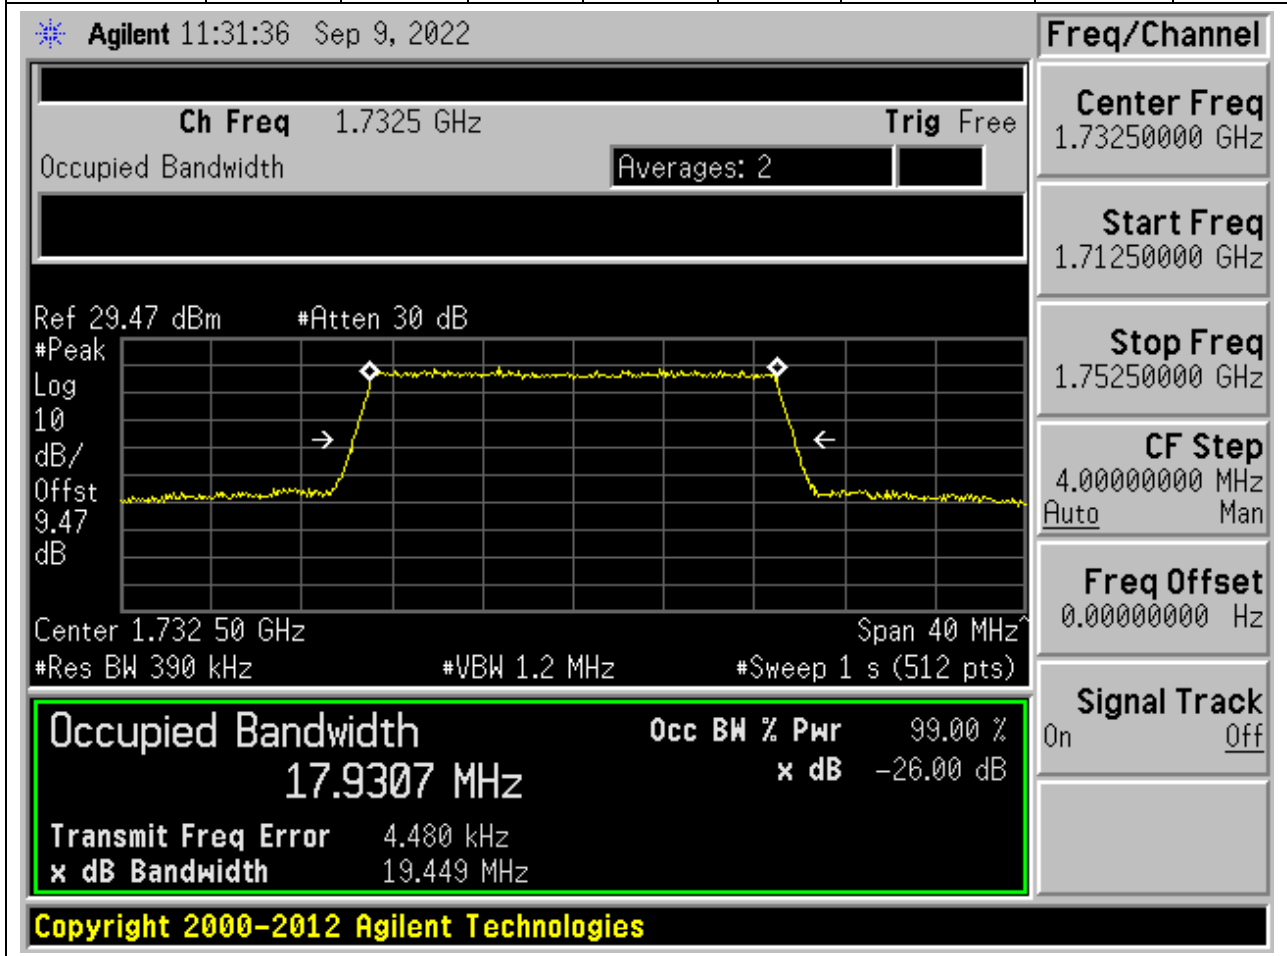 Agilent 11:31:36 Sep 9, 2022
Freq/Channel
Ch Freq 1.7325 GHz Trig Free
Occupied Bandwidth Averages: 2
Center Freq
1.73250000 GHz
Start Freq
1.71250000 GHz
Stop Freq
1.75250000 GHz
CF Step
4.00000000 MHz
Auto Man
Freq Offset
0.00000000 Hz
Signal Track
On Off
Ref 29.47 dBm #Atten 30 dB
#Peak
Log
10
dB/
Offst
9.47
dB
Center 1.732 50 GHz Span 40 MHz^
#Res BW 390 kHz #VBW 1.2 MHz #Sweep 1 s (512 pts)
Occupied Bandwidth Occ BW % Pwr 99.00 %
17.9307 MHz x dB -26.00 dB
Transmit Freq Error 4.480 kHz
x dB Bandwidth 19.449 MHz
Copyright 2000-2012 Agilent Technologies